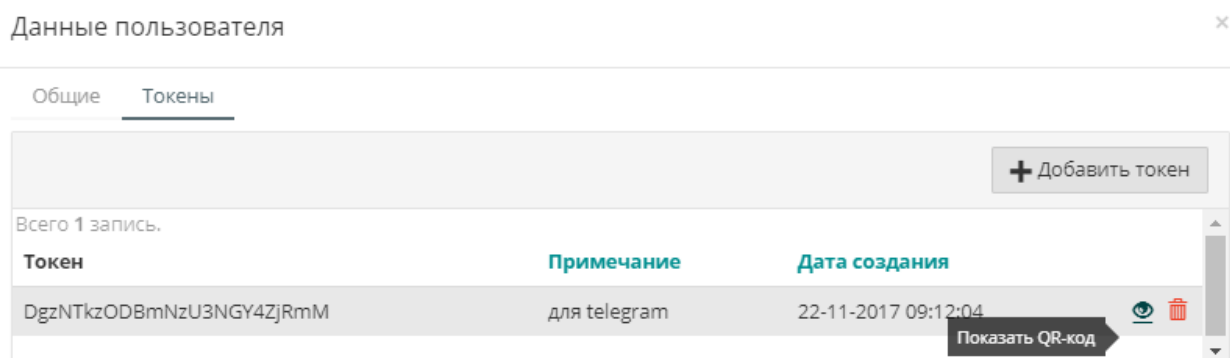 Данные пользователя ×
Общие Токены
+ Добавить токен
Всего 1 запись.
Токен Примечание Дата создания
DgzNTkzODBmNzU3NGY4ZjRmM для telegram 22-11-2017 09:12:04
Показать QR-код